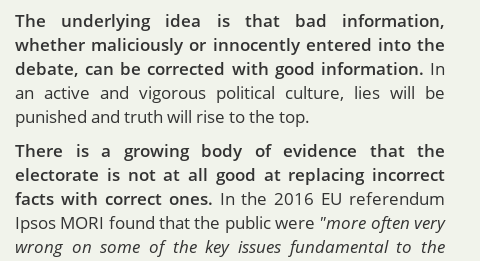 The underlying idea is that bad information,
whether maliciously or innocently entered into the
debate, can be corrected with good information. In
an active and vigorous political culture, lies will be
punished and truth will rise to the top.
There is a growing body of evidence that the
electorate is not at all good at replacing incorrect
facts with correct ones. In the 2016 EU referendum
Ipsos MORI found that the public were "more often very
wrong on some of the key issues fundamental to the